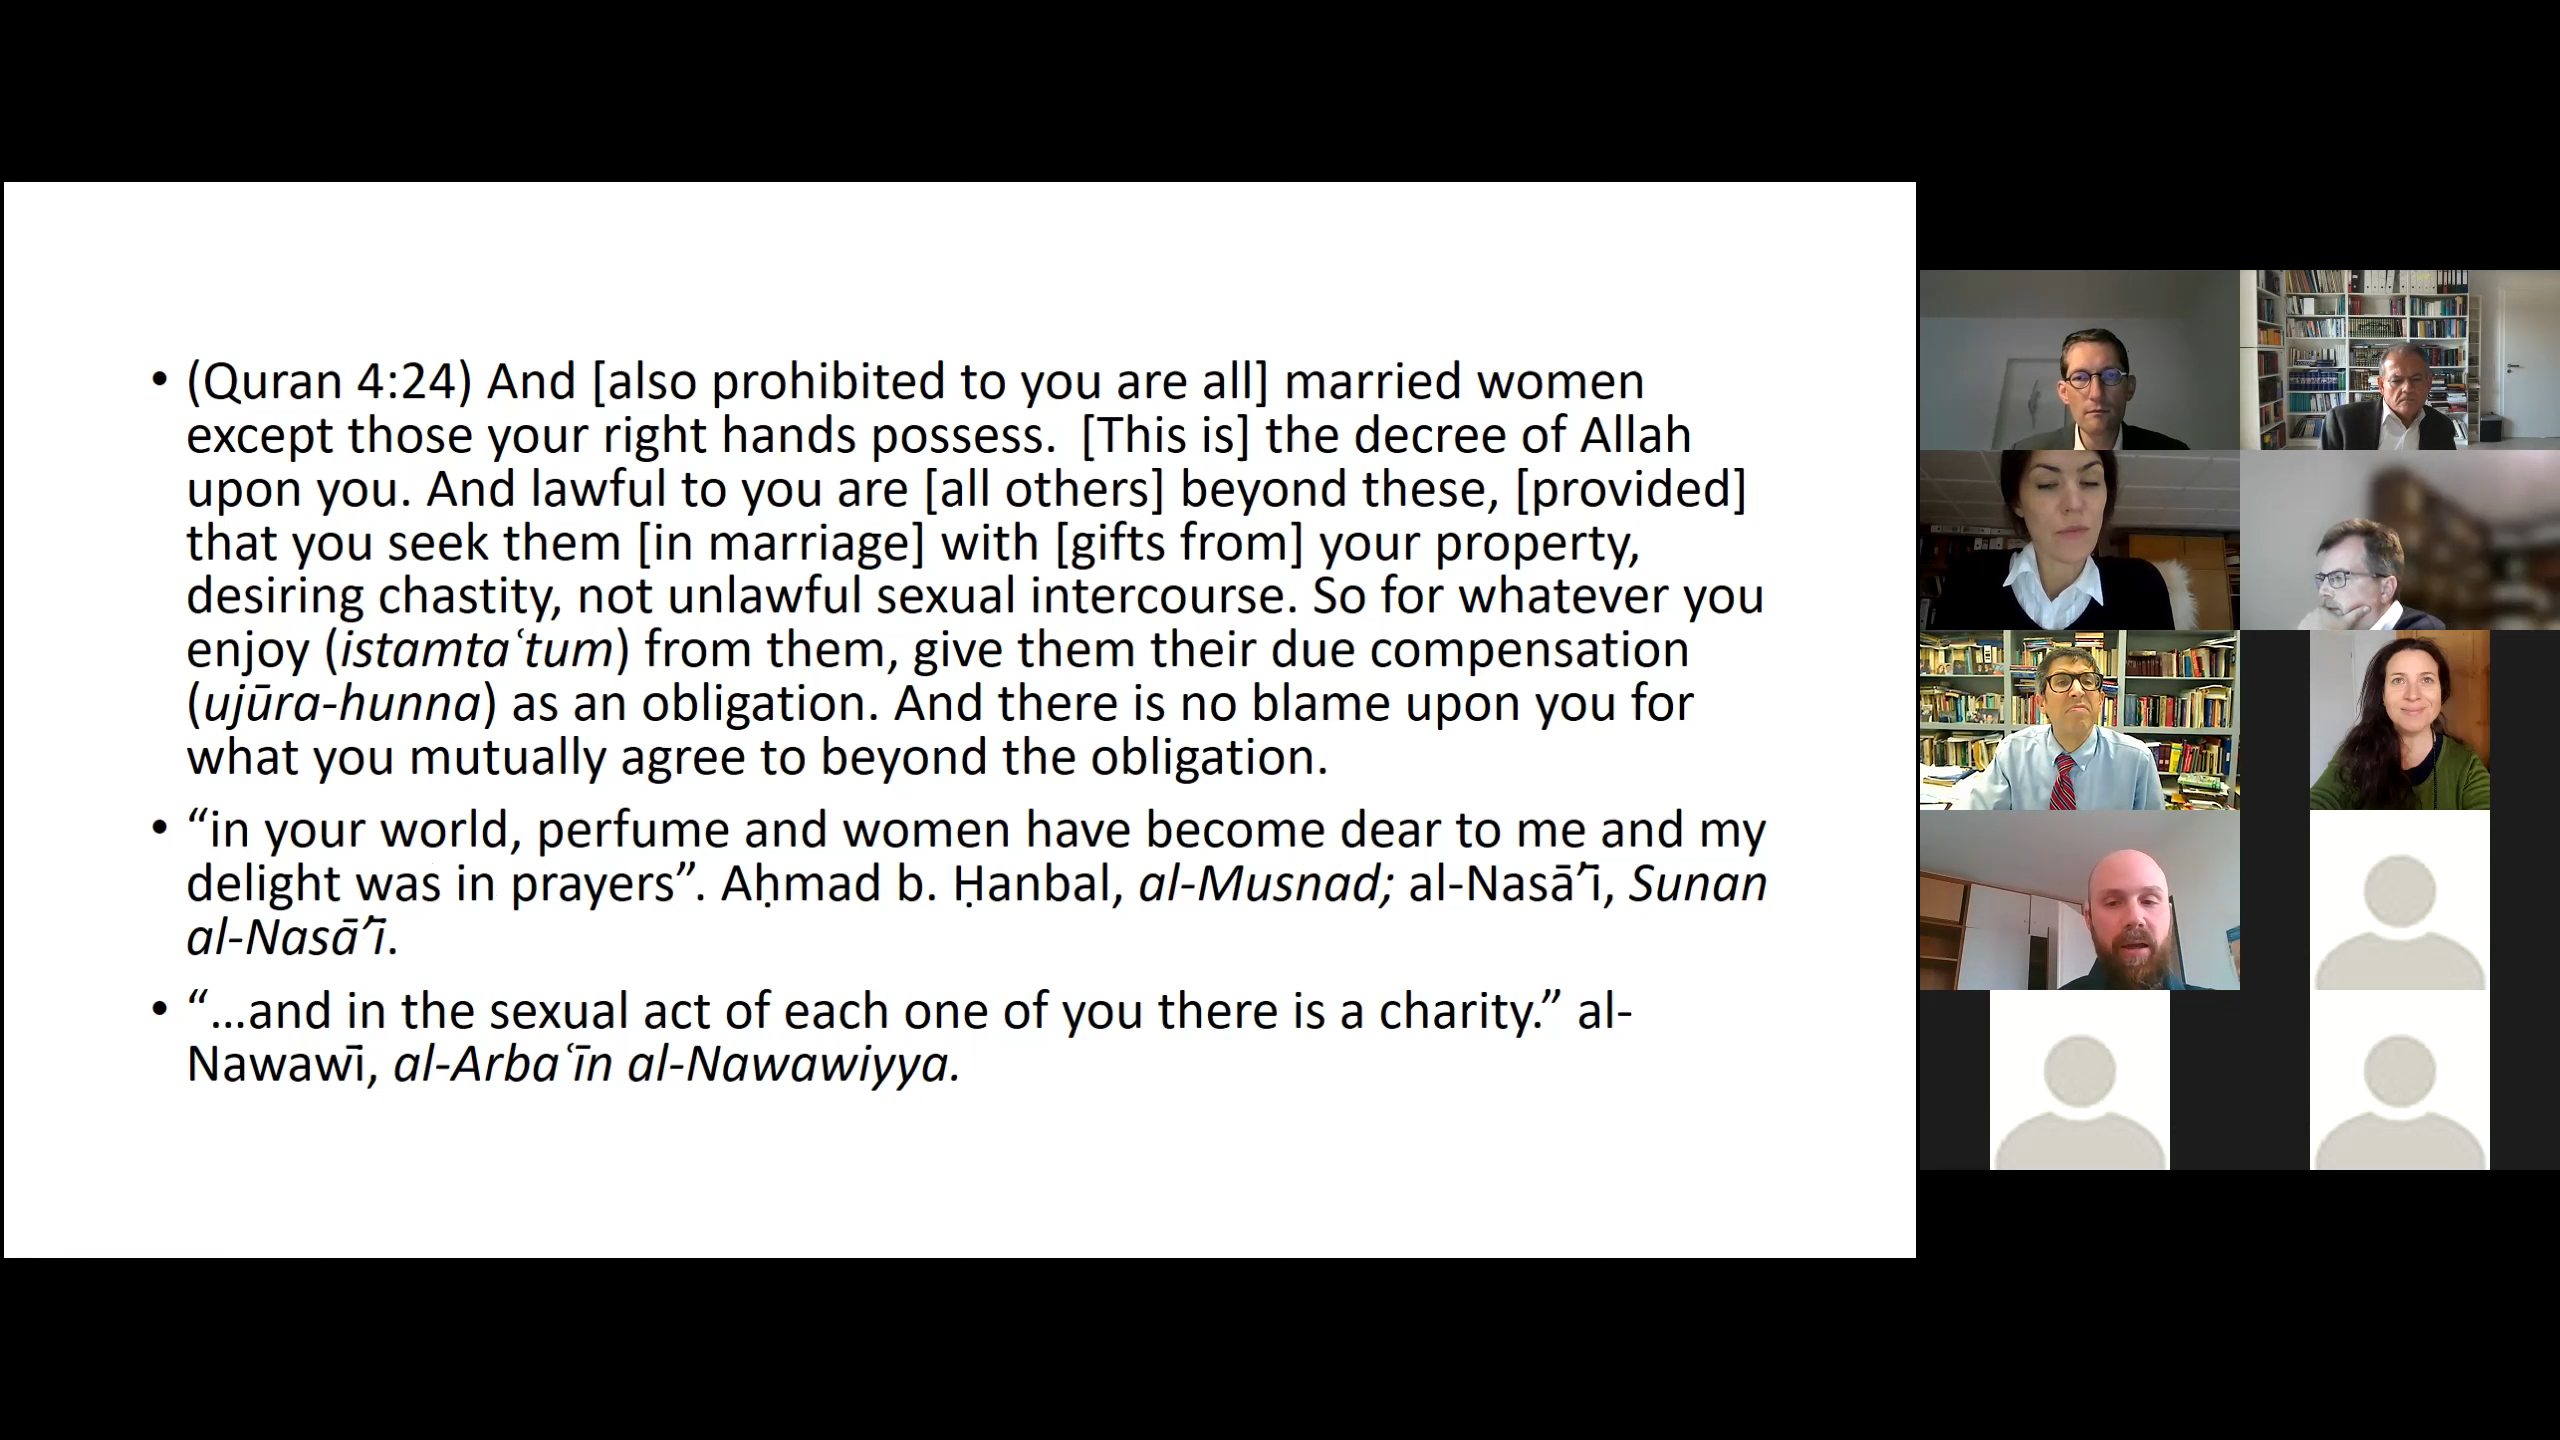 • (Quran 4:24) And [also prohibited to you are all] married women
except those your right hands possess.  [This is] the decree of Allah
upon you. And lawful to you are [all others] beyond these, [provided]
that you seek them [in marriage] with [gifts from] your property,
desiring chastity, not unlawful sexual intercourse. So for whatever you
enjoy (istamtaʿtum) from them, give them their due compensation
(ujūra-hunna) as an obligation. And there is no blame upon you for
what you mutually agree to beyond the obligation.
• “in your world, perfume and women have become dear to me and my
delight was in prayers”. Aḥmad b. Ḥanbal, al-Musnad; al-Nasāʾī, Sunan
al-Nasāʾī.
• “…and in the sexual act of each one of you there is a charity.” al-
Nawawī, al-Arbaʿīn al-Nawawiyya.